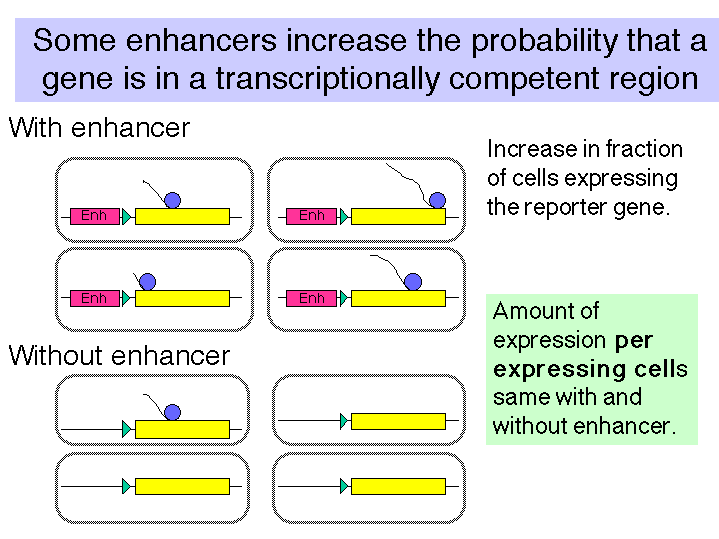 Some enhancers increase the probability that a
gene is in a transcriptionally competent region
With enhancer
Enh
Enh
Enh
Enh
Increase in fraction
of cells expressing
the reporter gene.
Without enhancer
Amount of
expression per
expressing cells
same with and
without enhancer.